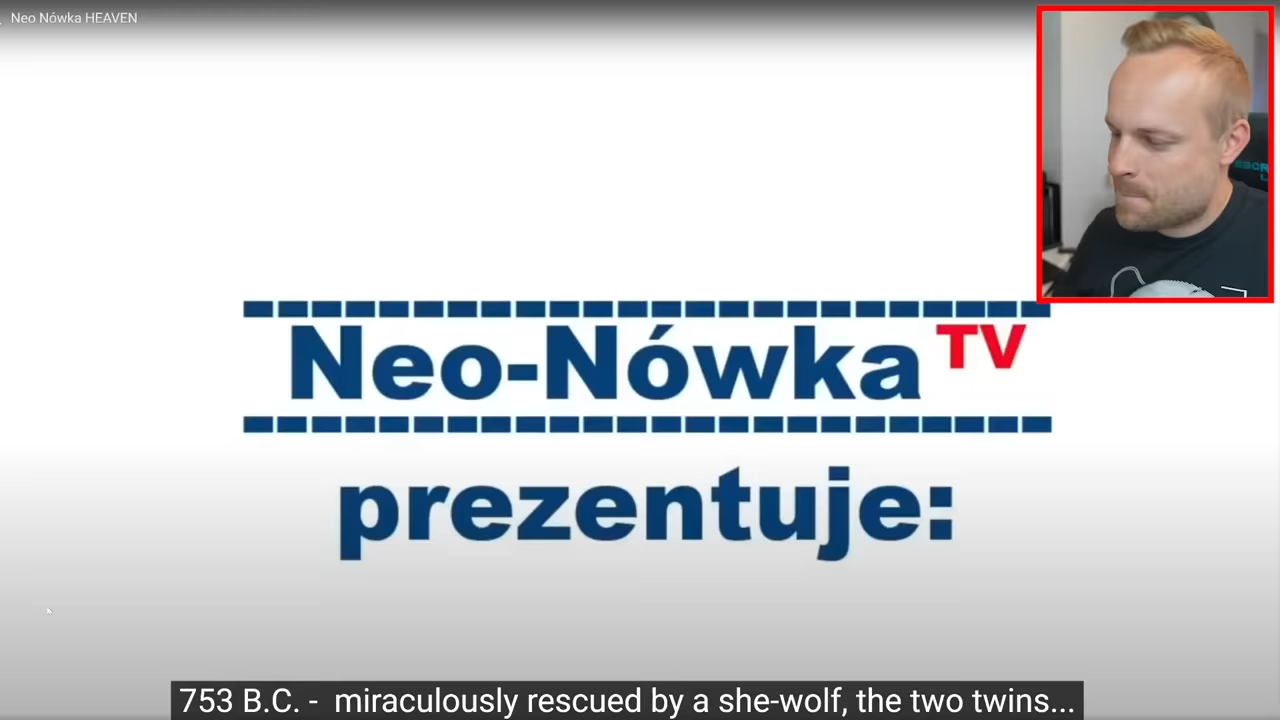 Neo Nówka HEAVEN
Neo-Nówka TV
prezentuje:
753 B.C. -  miraculously rescued by a she-wolf, the two twins...